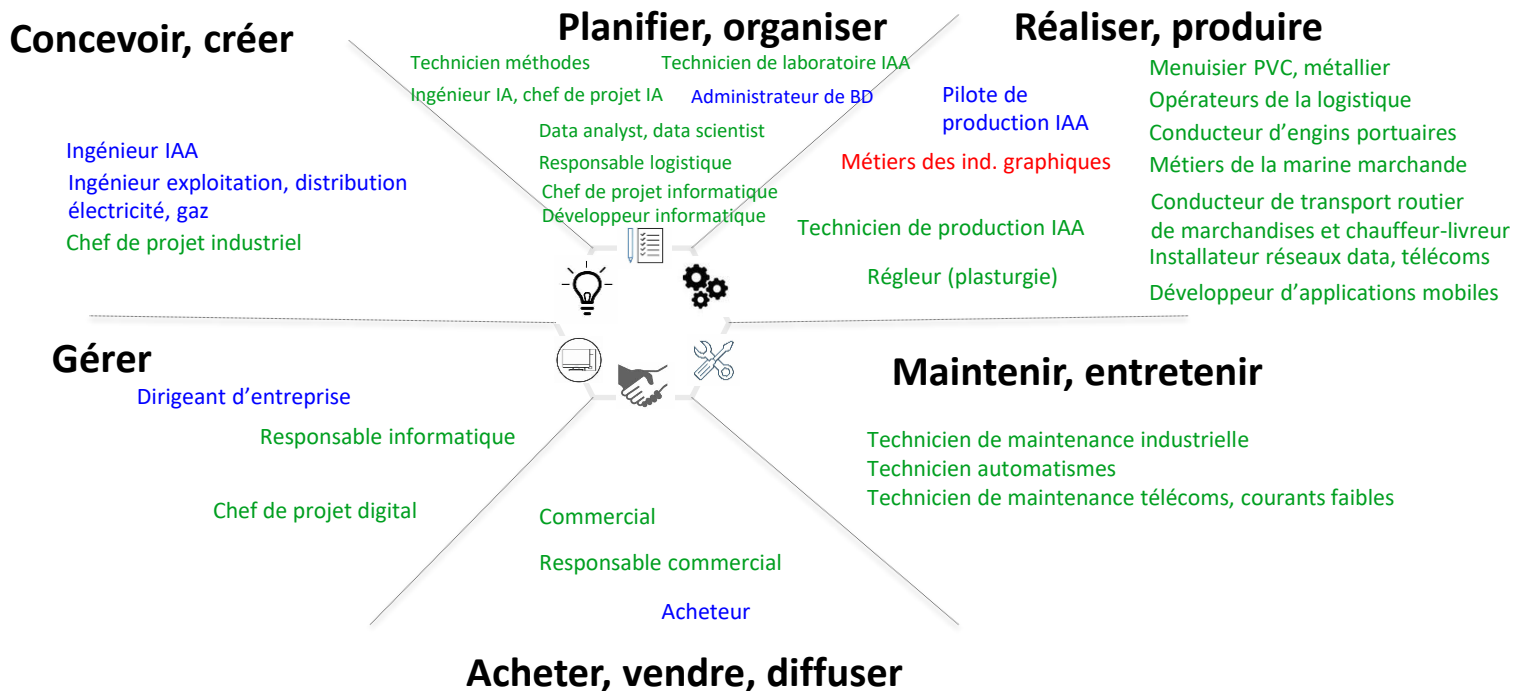 Concevoir, créer
Ingénieur IAA
Ingénieur exploitation, distribution
électricité, gaz
Chef de projet industriel
Planifier, organiser
Technicien méthodes
Technicien de laboratoire IAA
Ingénieur IA, chef de projet IA
Administrateur de BD
Data analyst, data scientist
Responsable logistique
Chef de projet informatique
Développeur informatique
Réaliser, produire
Pilote de
production IAA
Métiers des ind. graphiques
Technicien de production IAA
Régleur (plasturgie)
Menuisier PVC, métallier
Opérateurs de la logistique
Conducteur d’engins portuaires
Métiers de la marine marchande
Conducteur de transport routier
de marchandises et chauffeur-livreur
Installateur réseaux data, télécoms
Développeur d’applications mobiles
Gérer
Dirigeant d’entreprise
Responsable informatique
Chef de projet digital
Maintenir, entretenir
Technicien de maintenance industrielle
Technicien automatismes
Technicien de maintenance télécoms, courants faibles
Commercial
Responsable commercial
Acheteur
Acheter, vendre, diffuser